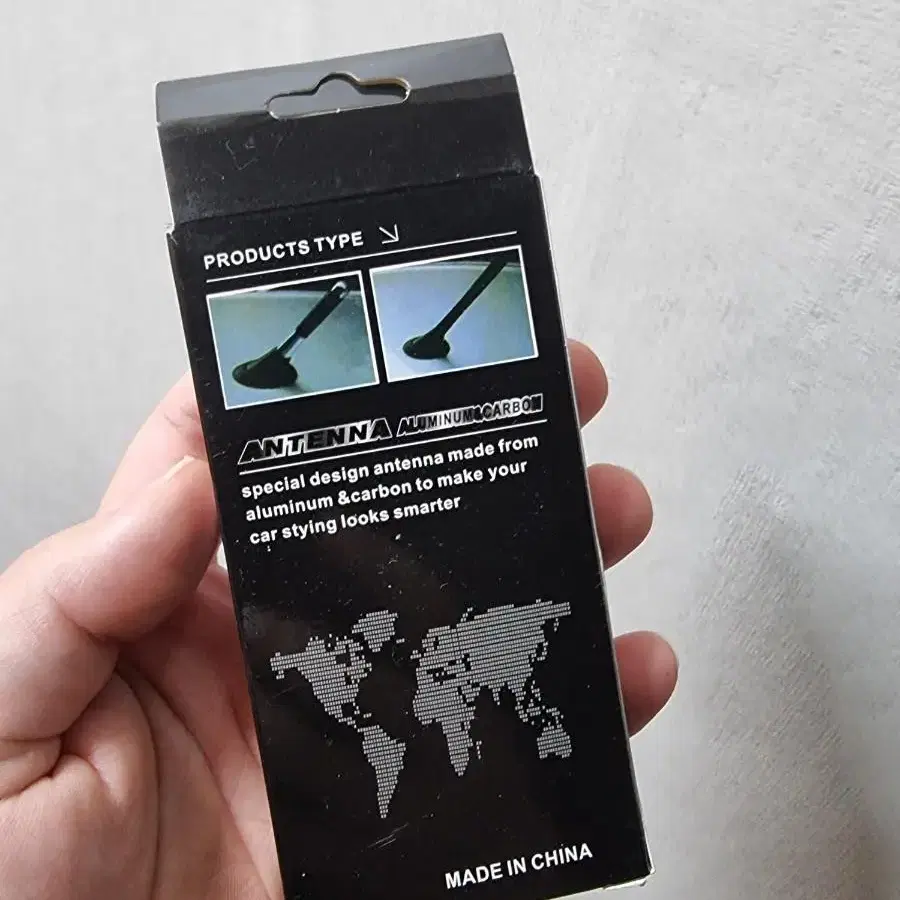 PRODUCTS TYPE
ANTENNA ALUMINUM&CARBON
special design antenna made from
aluminum &carbon to make your
car stying looks smarter
MADE IN CHINA